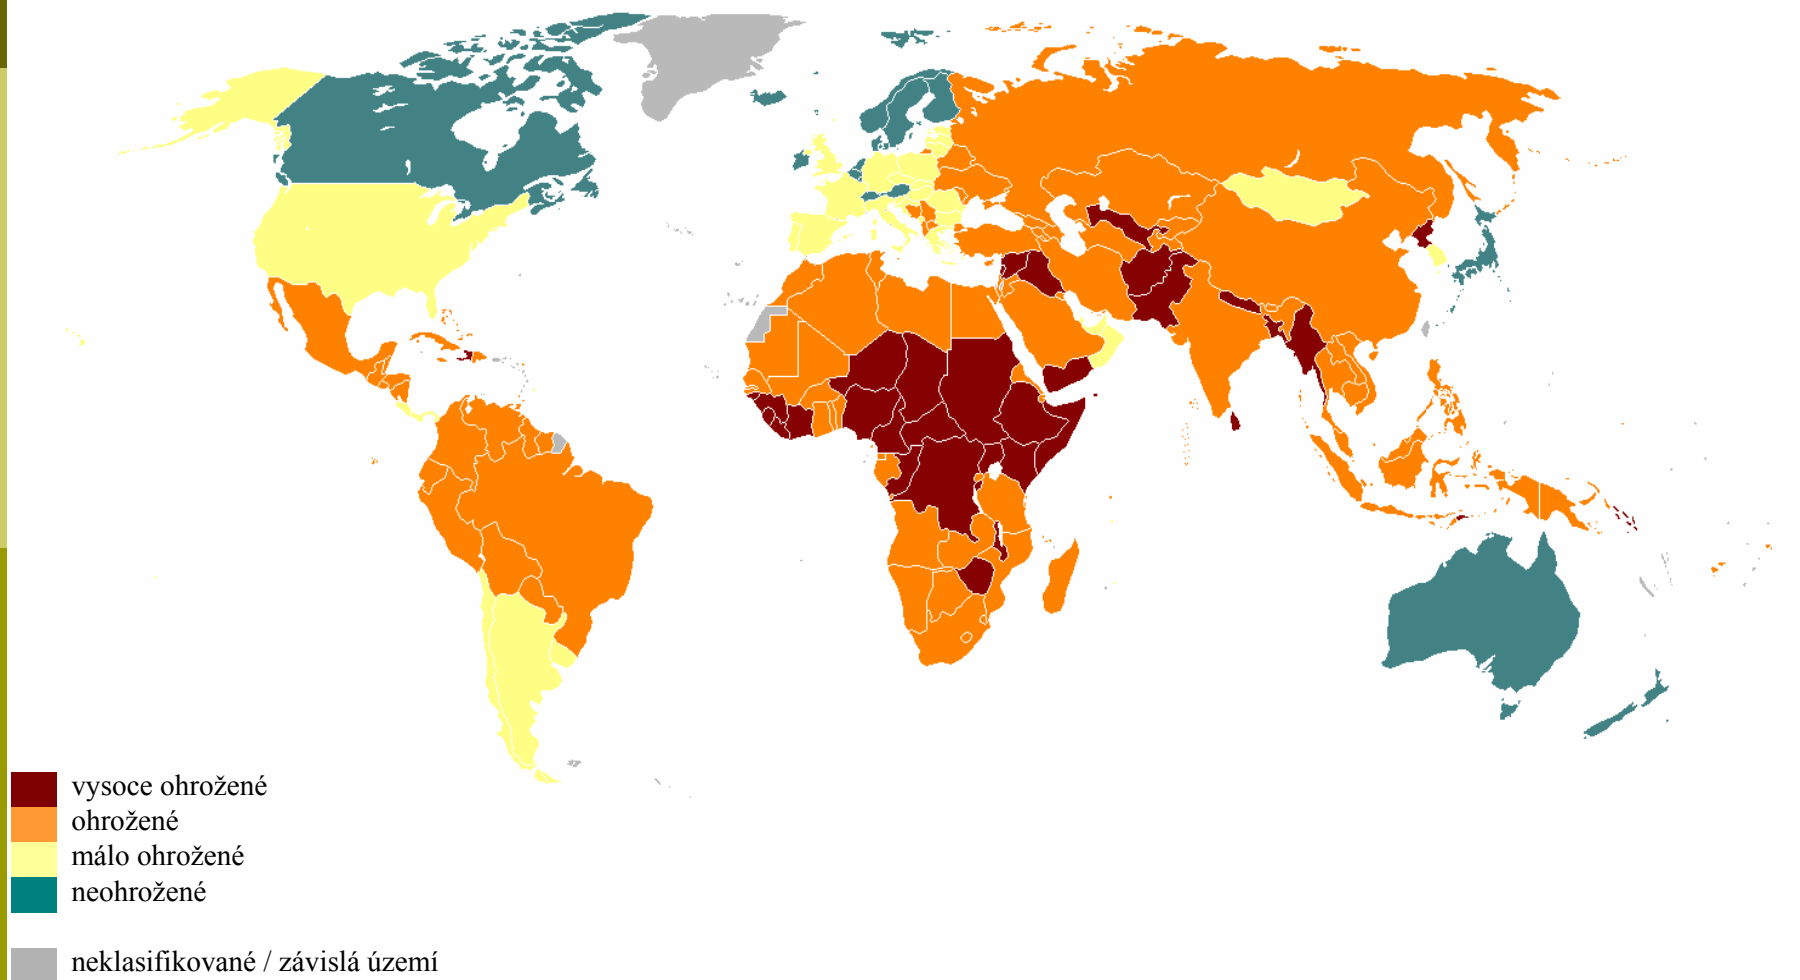 vysoce ohrožené
ohrožené
málo ohrožené
neohrožené
neklasifikované / závislá území